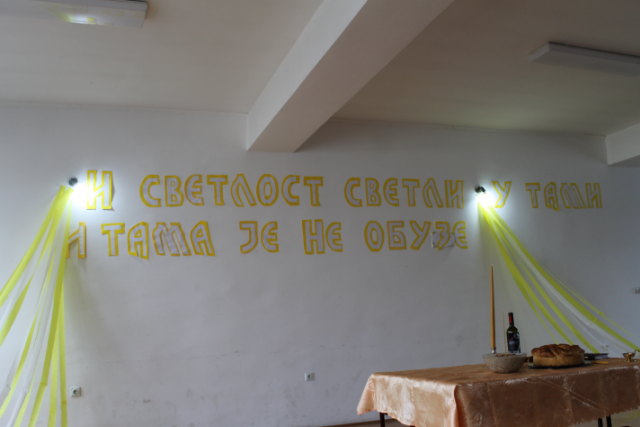 И СВЕТЛОСТ СВЕТЛИ У ТАМИ
И ТАМА ЈЕ НЕ ОБУЗЕ